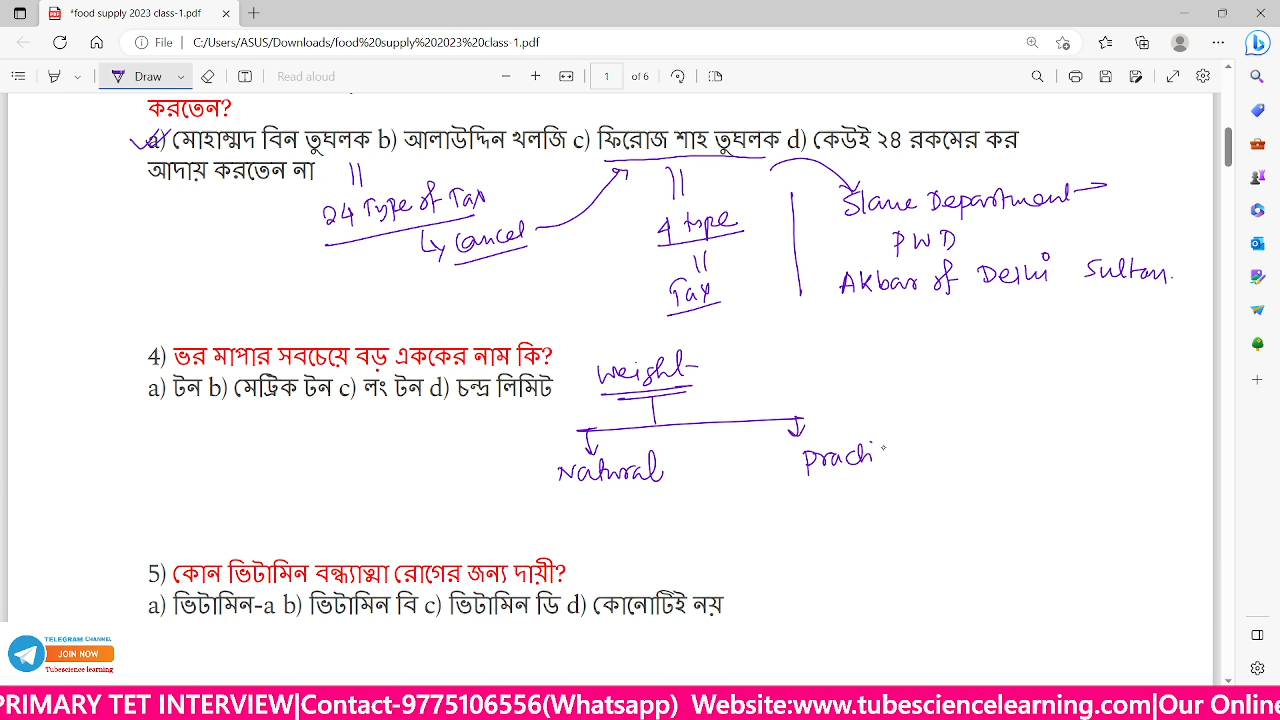 *food supply 2023 class-1.pdf
File C:/Users/ASUS/Downloads/food%20supply%202023%20class-1.pdf
Draw Read aloud 1 of 6
করতেন?
a) মোহাম্মদ বিন তুঘলক b) আলাউদ্দিন খলজি c) ফিরোজ শাহ তুঘলক d) কেউই ২৪ রকমের কর
আদায় করতেন না
24 Type of Tax
Cancel
4 type
Tax
Slave Department
PWD
Akbar of Delhi Sultan.
4) ভর মাপার সবচেয়ে বড় এককের নাম কি?
a) টন b) মেট্রিক টন c) লং টন d) চন্দ্র লিমিট
Weight
Natural
Practi
5) কোন ভিটামিন বন্ধ্যাত্মা রোগের জন্য দায়ী?
a) ভিটামিন-a b) ভিটামিন বি c) ভিটামিন ডি d) কোনোটিই নয়
TELEGRAM CHANNEL
JOIN NOW
Tubescience learning
PRIMARY TET INTERVIEW|Contact-9775106556(Whatsapp) Website:www.tubesciencelearning.com|Our Online